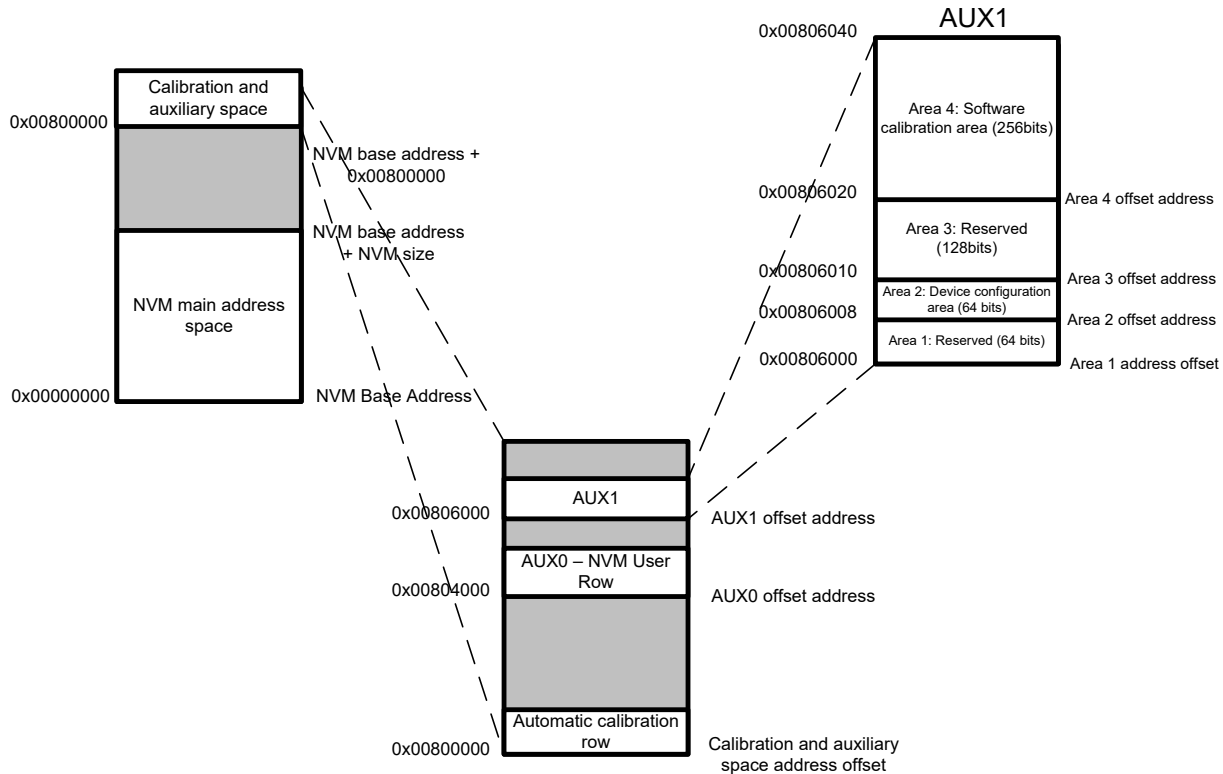 AUX1
0x00806040
Calibration and
auxiliary space
0x00800000
NVM base address +
0x00800000
NVM base address
+ NVM size
NVM main address
space
0x00000000
NVM Base Address
Area 4: Software
calibration area (256bits)
0x00806020
Area 4 offset address
Area 3: Reserved
(128bits)
0x00806010
Area 3 offset address
Area 2: Device configuration
area (64 bits)
0x00806008
Area 2 offset address
Area 1: Reserved (64 bits)
0x00806000
Area 1 address offset
AUX1
0x00806000
AUX1 offset address
AUX0 – NVM User
Row
0x00804000
AUX0 offset address
Automatic calibration
row
0x00800000
Calibration and auxiliary
space address offset